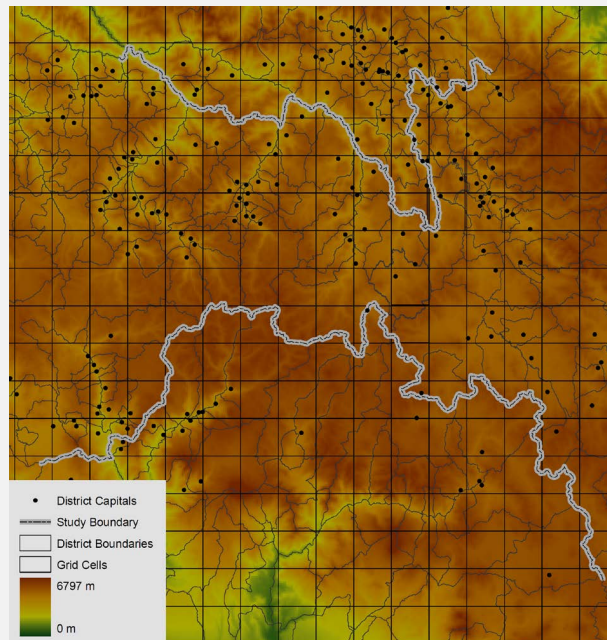 District Capitals
Study Boundary
District Boundaries
Grid Cells
6797 m
0 m